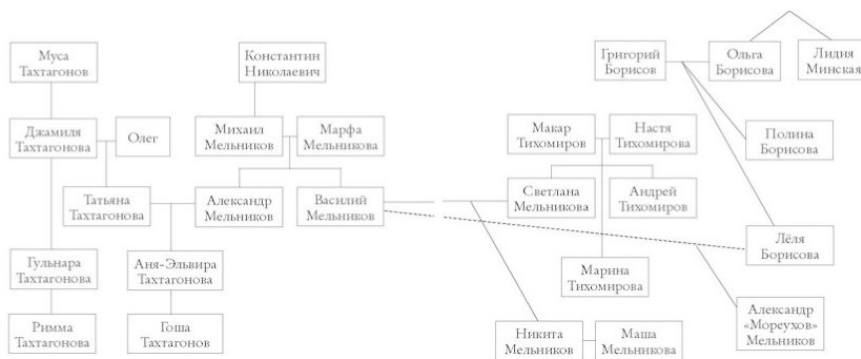 Муса
Тахтагонов
Константин
Николаевич
Григорий
Борисов
Ольга
Борисова
Лидия
Минская
Джамиля
Тахтагонова
Олег
Михаил
Мельников
Марфа
Мельникова
Макар
Тихомиров
Настя
Тихомирова
Полина
Борисова
Татьяна
Тахтагонова
Александр
Мельников
Василий
Мельников
Светлана
Мельникова
Андрей
Тихомиров
Лёля
Борисова
Гульнара
Тахтагонова
Аня-Эльвира
Тахтагонова
Марина
Тихомирова
Римма
Тахтагонова
Гоша
Тахтагонов
Никита
Мельников
Маша
Мельникова
Александр
«Мореухов»
Мельников